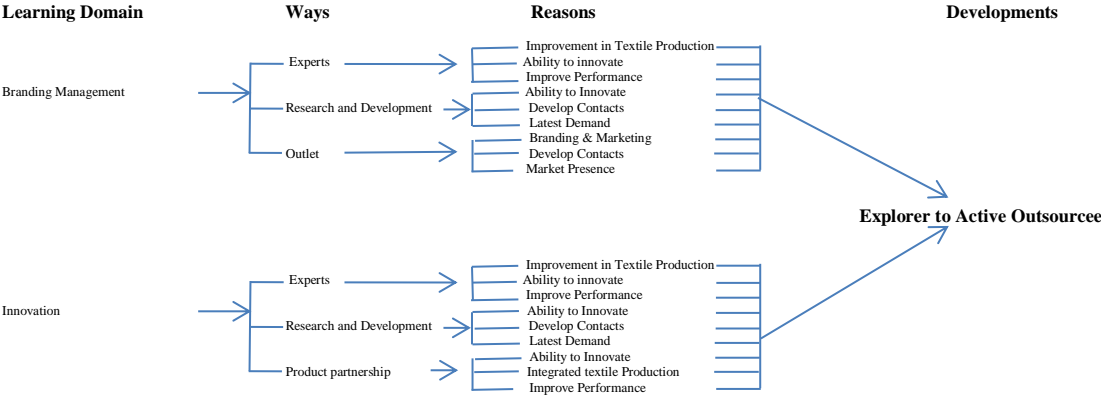 Learning Domain Ways Reasons Developments
Improvement in Textile Production
Experts Ability to innovate
Improve Performance
Branding Management Ability to Innovate
Research and Development Develop Contacts
Latest Demand
Branding & Marketing
Outlet Develop Contacts
Market Presence
Explorer to Active Outsourcee
Improvement in Textile Production
Experts Ability to innovate
Improve Performance
Innovation Ability to Innovate
Research and Development Develop Contacts
Latest Demand
Ability to Innovate
Product partnership Integrated textile Production
Improve Performance